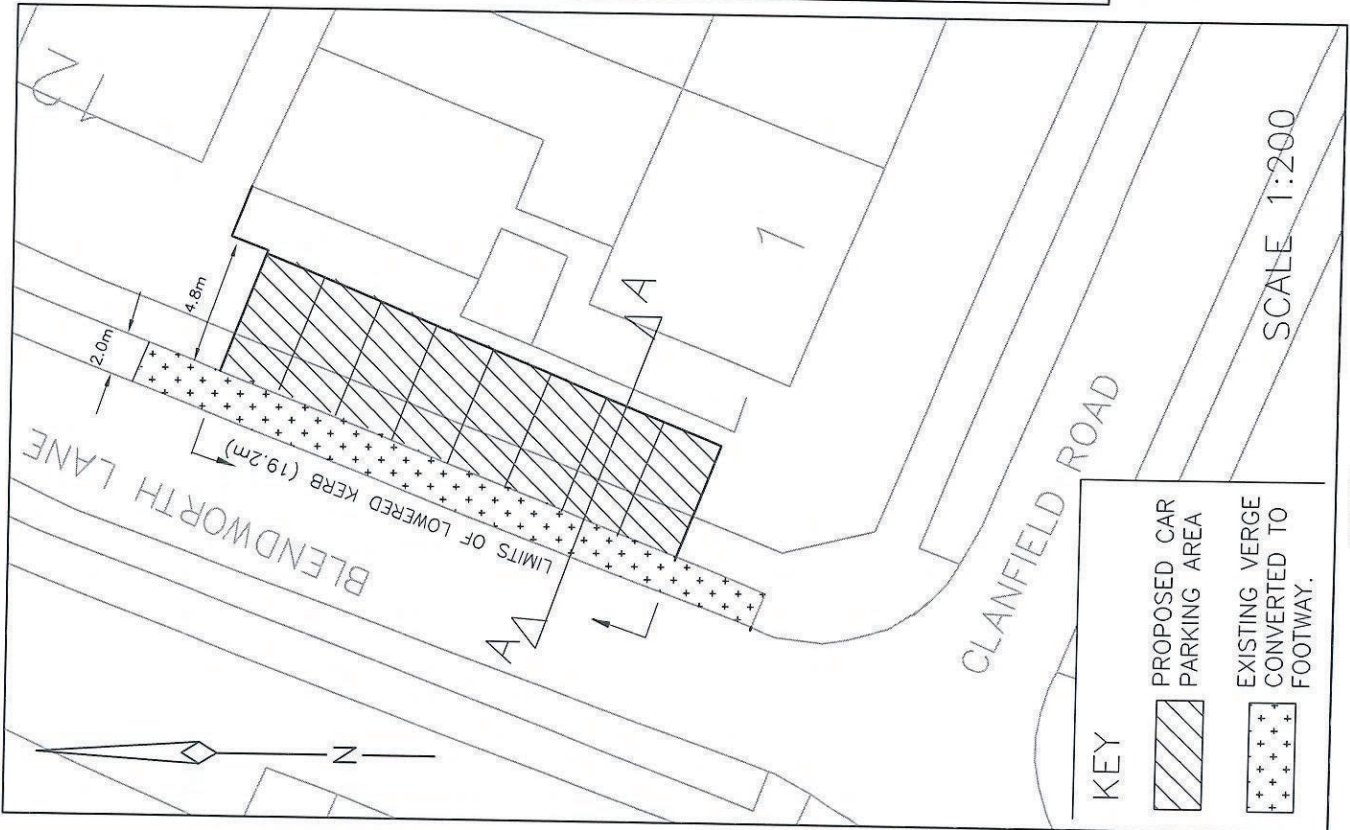 12
4.8m
2.0m
BLENDWORTH LANE
LIMITS OF LOWERED KERB (19.2m)
A
A
1
N
CLANFIELD ROAD
SCALE 1:200
KEY
PROPOSED CAR
PARKING AREA
EXISTING VERGE
CONVERTED TO
FOOTWAY.